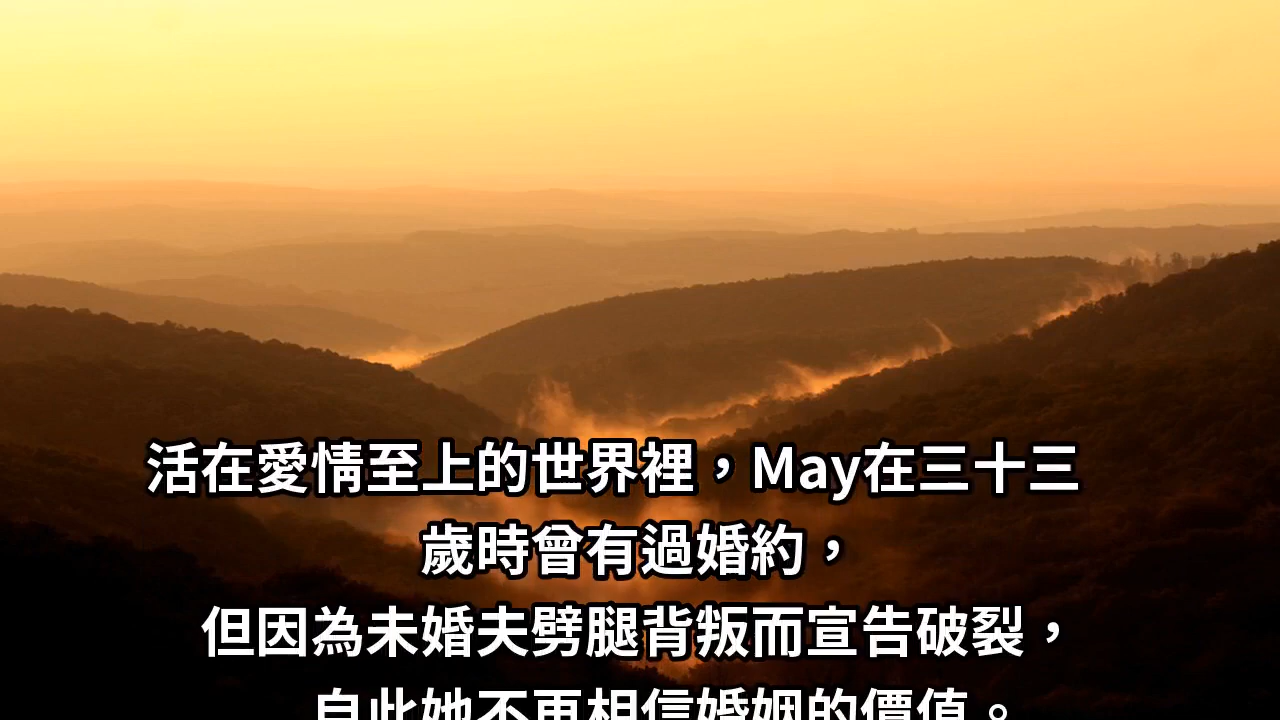 活在愛情至上的世界裡，May在三十三
歲時曾有過婚約，
但因為未婚夫劈腿背叛而宣告破裂，
自此她不再相信婚姻的價值。